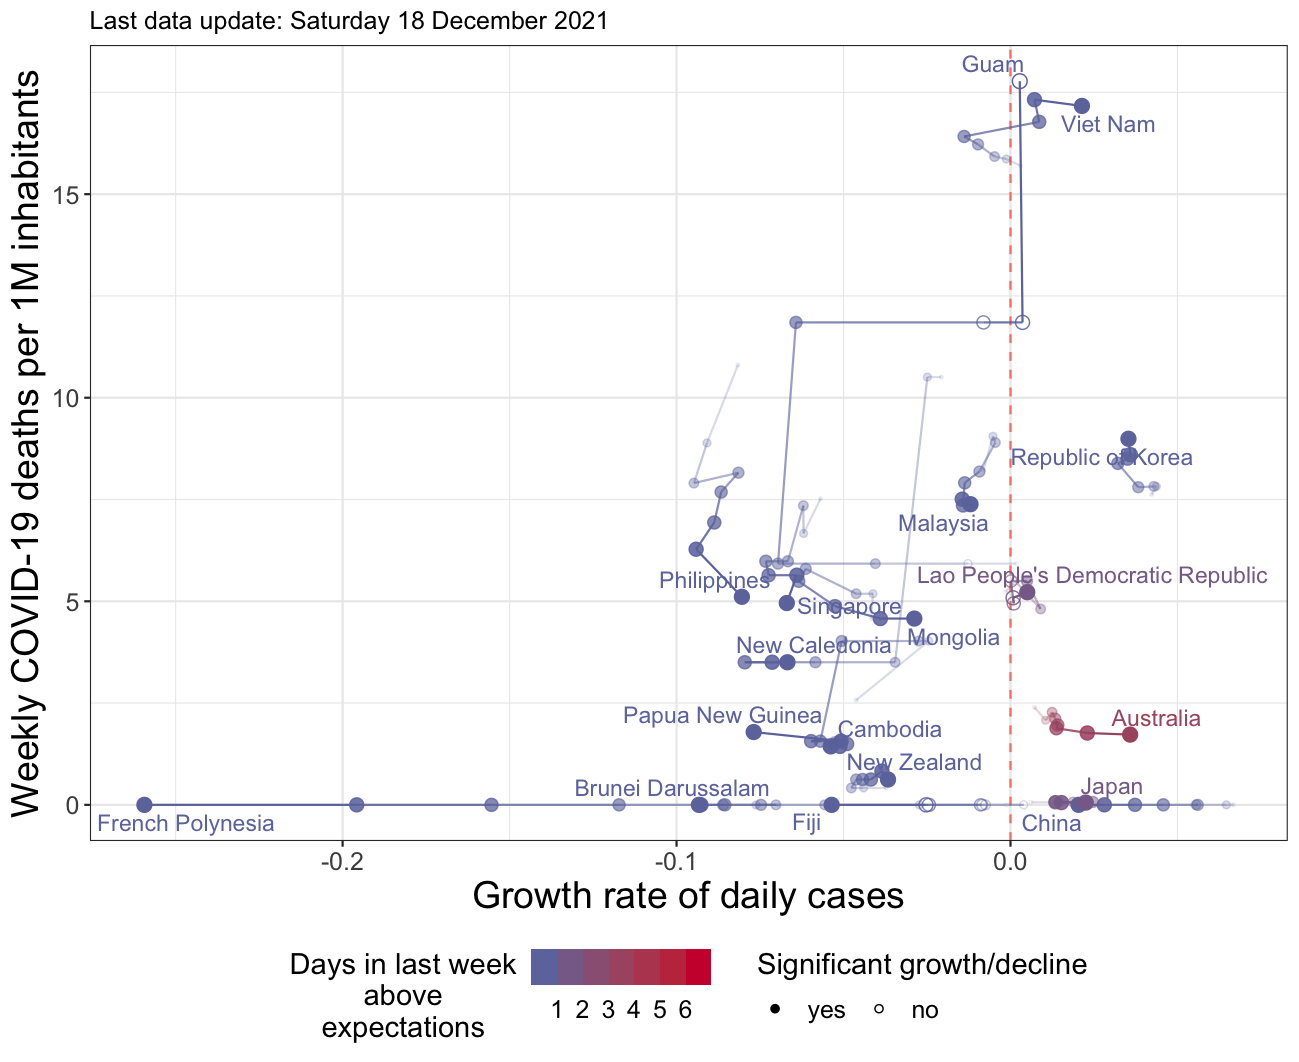 Last data update: Saturday 18 December 2021
Weekly COVID-19 deaths per 1M inhabitants
15
10
5
0
Guam
Viet Nam
Republic of Korea
Malaysia
Lao People's Democratic Republic
Philippines
Singapore
Mongolia
New Caledonia
Papua New Guinea
Cambodia
Australia
New Zealand
Brunei Darussalam
Japan
French Polynesia
Fiji
China
-0.2
-0.1
0.0
Growth rate of daily cases
Days in last week
above
expectations
1 2 3 4 5 6
Significant growth/decline
yes no